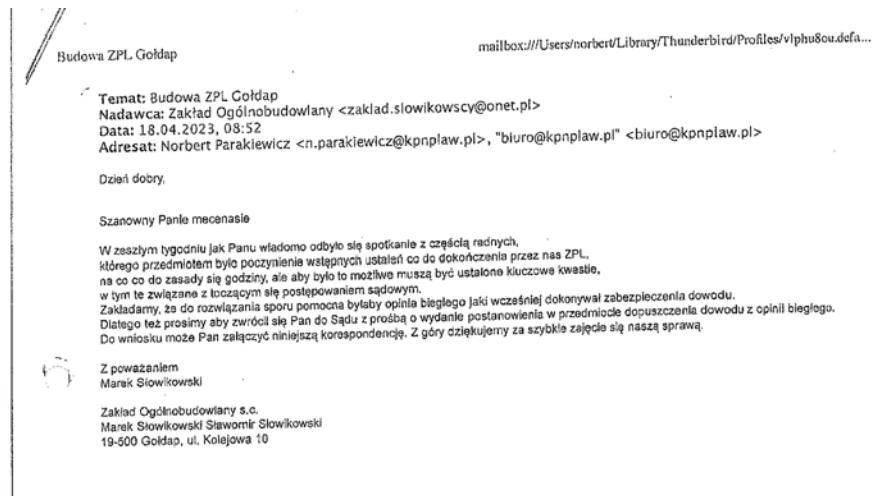 Budowa ZPL Gołdap
mailbox:///Users/norbert/Library/Thunderbird/Profiles/vlphu8ou.defa...
Temat: Budowa ZPL Gołdap
Nadawca: Zakład Ogólnobudowlany <zaklad.slowikowscy@onet.pl>
Data: 18.04.2023, 08:52
Adresat: Norbert Parakiewicz <n.parakiewicz@kpnplaw.pl>, "biuro@kpnplaw.pl" <biuro@kpnplaw.pl>
Dzień dobry,
Szanowny Panie mecenasie
W zeszłym tygodniu jak Panu wiadomo odbyło się spotkanie z częścią radnych,
którego przedmiotem było poczynienie wstępnych ustaleń co do dokończenia przez nas ZPL,
na co co do zasady się godziny, ale aby było to możliwe muszą być ustalone kluczowe kwestie,
w tym te związane z toczącym się postępowaniem sądowym.
Zakładamy, że do rozwiązania sporu pomocna byłaby opinia biegłego jaki wcześniej dokonywał zabezpieczenia dowodu.
Dlatego też prosimy aby zwrócił się Pan do Sądu z prośbą o wydanie postanowienia w przedmiocie dopuszczenia dowodu z opinii biegłego.
Do wniosku może Pan załączyć niniejszą korespondencję. Z góry dziękujemy za szybkie zajęcie się naszą sprawą.
Z poważaniem
Marek Słowikowski
Zakład Ogólnobudowlany s.c.
Marek Słowikowski Sławomir Słowikowski
19-500 Gołdap, ul. Kolejowa 10